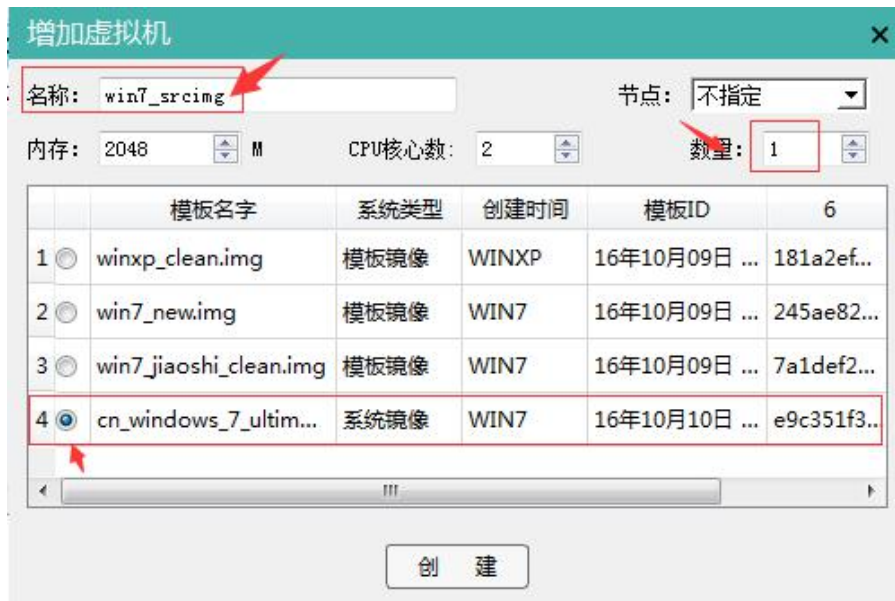 增加虚拟机
名称: win7_srcimg 节点: 不指定
内存: 2048 M CPU核心数: 2 数量: 1
模板名字 系统类型 创建时间 模板ID 6
1 winxp_clean.img 模板镜像 WINXP 16年10月09日 ... 181a2ef...
2 win7_new.img 模板镜像 WIN7 16年10月09日 ... 245ae82...
3 win7_jiaoshi_clean.img 模板镜像 WIN7 16年10月09日 ... 7a1def2...
4 cn_windows_7_ultim... 系统镜像 WIN7 16年10月10日 ... e9c351f3...
创 建